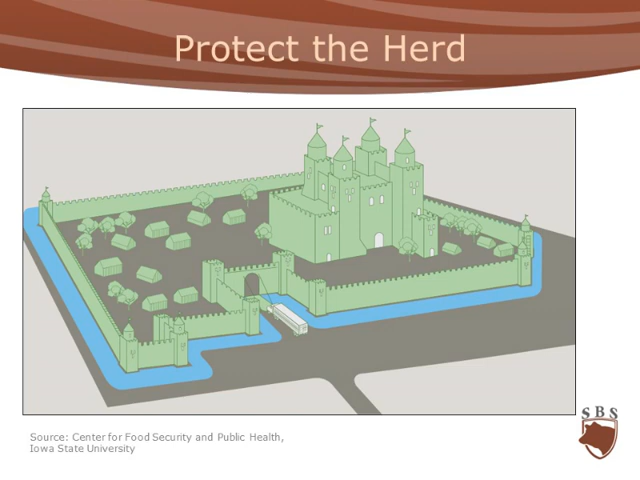 Protect the Herd
SBS
Source: Center for Food Security and Public Health,
Iowa State University